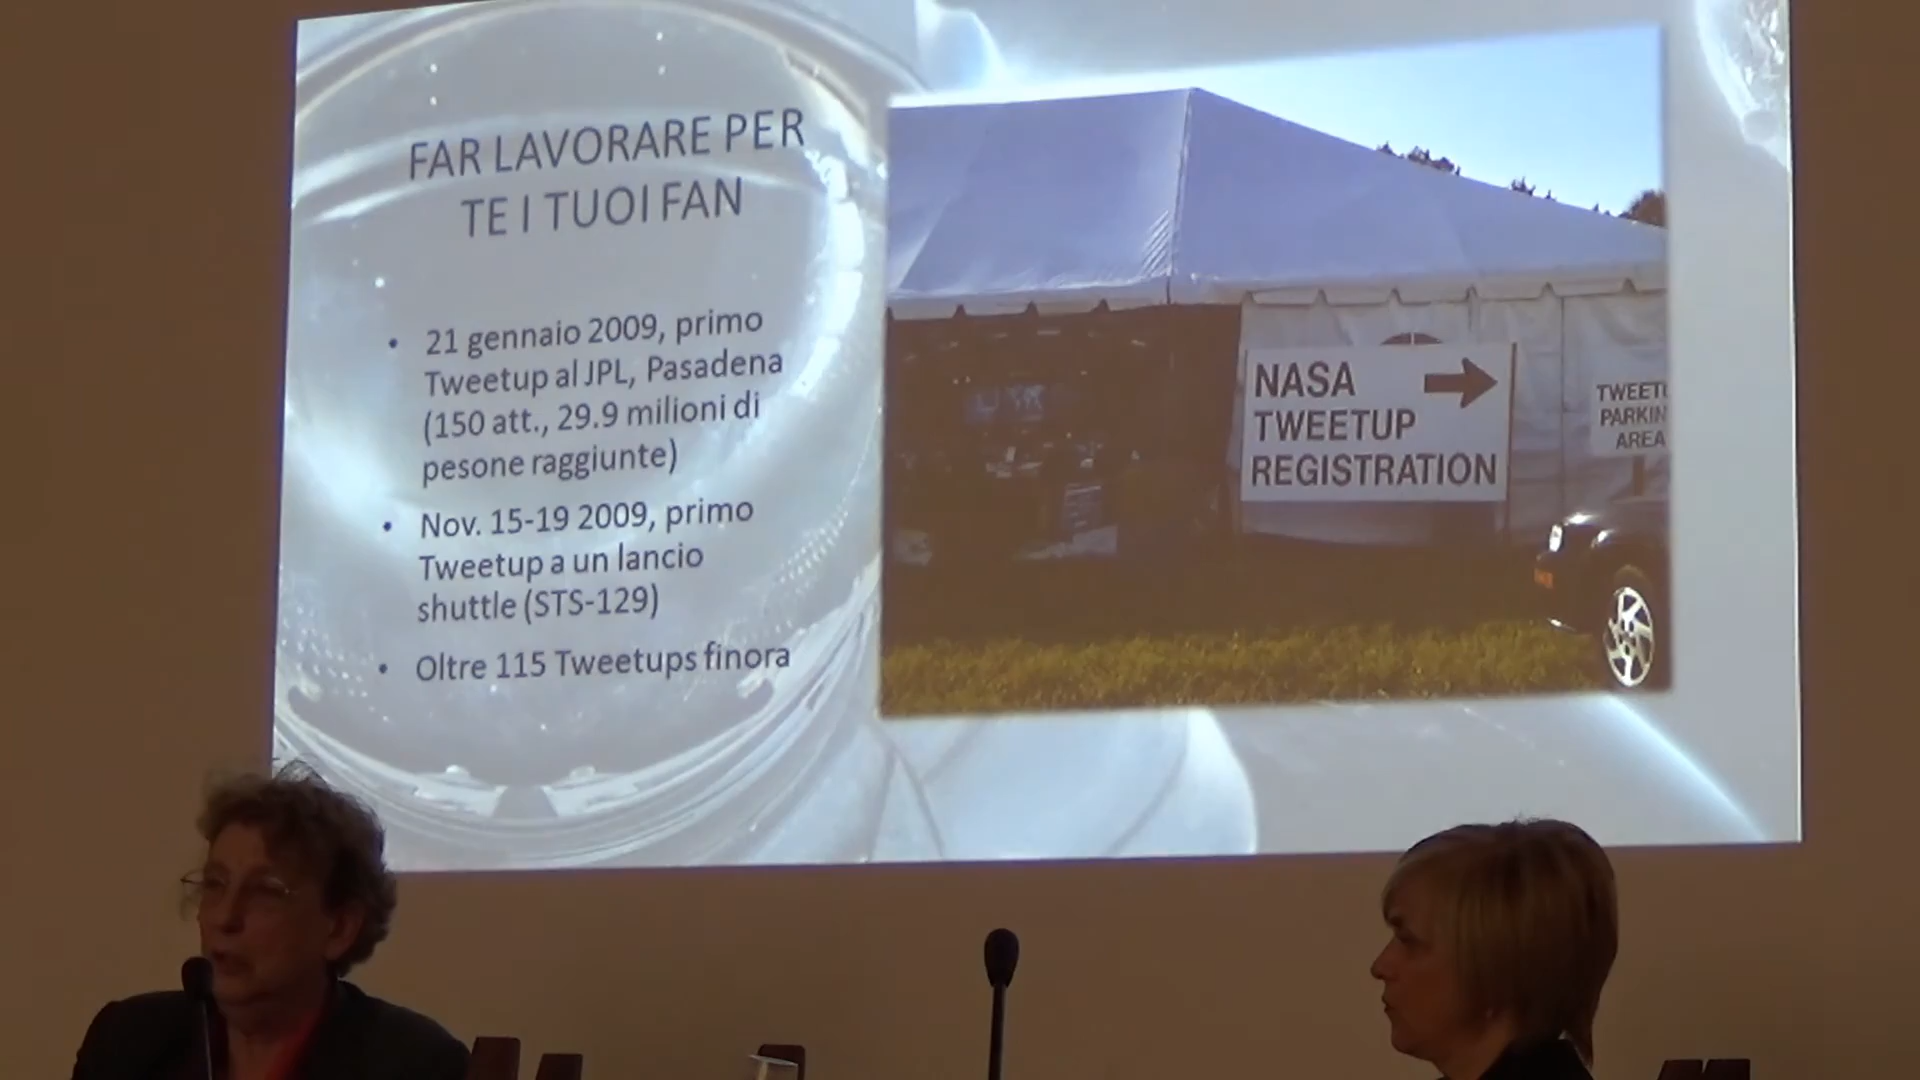 FAR LAVORARE PER
TE I TUOI FAN
• 21 gennaio 2009, primo
Tweetup al JPL, Pasadena
(150 att., 29.9 milioni di
pesone raggiunte)
• Nov. 15-19 2009, primo
Tweetup a un lancio
shuttle (STS-129)
• Oltre 115 Tweetups finora
NASA
TWEETUP
REGISTRATION
TWEETU
PARKIN
AREA